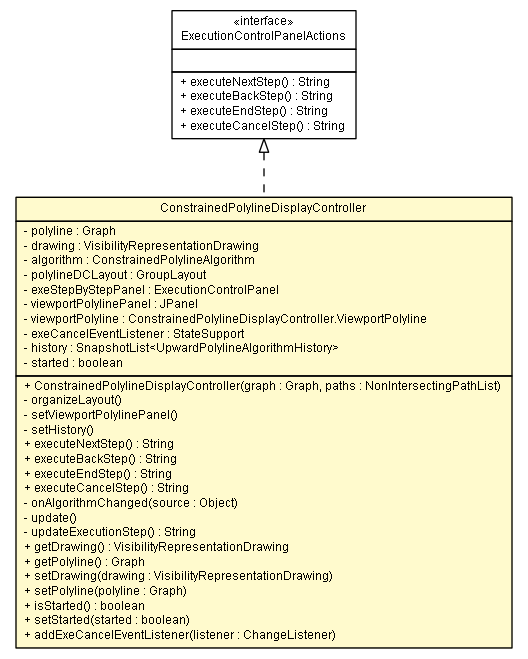 «interface»
ExecutionControlPanelActions
+ executeNextStep() : String
+ executeBackStep() : String
+ executeEndStep() : String
+ executeCancelStep() : String
ConstrainedPolylineDisplayController
- polyline : Graph
- drawing : VisibilityRepresentationDrawing
- algorithm : ConstrainedPolylineAlgorithm
- polylineDCLayout : GroupLayout
- exeStepByStepPanel : ExecutionControlPanel
- viewportPolylinePanel : JPanel
- viewportPolyline : ConstrainedPolylineDisplayController.ViewportPolyline
- exeCancelEventListener : StateSupport
- history : SnapshotList<UpwardPolylineAlgorithmHistory>
- started : boolean
+ ConstrainedPolylineDisplayController(graph : Graph, paths : NonIntersectingPathList)
- organizeLayout()
- setViewportPolylinePanel()
- setHistory()
+ executeNextStep() : String
+ executeBackStep() : String
+ executeEndStep() : String
+ executeCancelStep() : String
- onAlgorithmChanged(source : Object)
- update()
- updateExecutionStep() : String
+ getDrawing() : VisibilityRepresentationDrawing
+ getPolyline() : Graph
+ setDrawing(drawing : VisibilityRepresentationDrawing)
+ setPolyline(polyline : Graph)
+ isStarted() : boolean
+ setStarted(started : boolean)
+ addExeCancelEventListener(listener : ChangeListener)